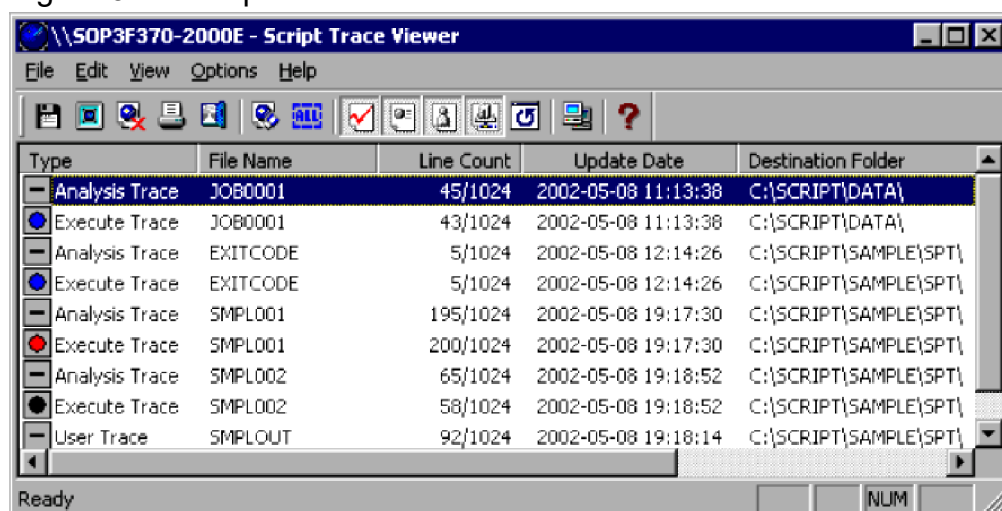 \\SOP3F370-2000E - Script Trace Viewer
File Edit View Options Help
ALL ?
Type File Name Line Count Update Date Destination Folder
Analysis Trace JOB0001 45/1024 2002-05-08 11:13:38 C:\SCRIPT\DATA\
Execute Trace JOB0001 43/1024 2002-05-08 11:13:38 C:\SCRIPT\DATA\
Analysis Trace EXITCODE 5/1024 2002-05-08 12:14:26 C:\SCRIPT\SAMPLE\SPT\
Execute Trace EXITCODE 5/1024 2002-05-08 12:14:26 C:\SCRIPT\SAMPLE\SPT\
Analysis Trace SMPL001 195/1024 2002-05-08 19:17:30 C:\SCRIPT\SAMPLE\SPT\
Execute Trace SMPL001 200/1024 2002-05-08 19:17:30 C:\SCRIPT\SAMPLE\SPT\
Analysis Trace SMPL002 65/1024 2002-05-08 19:18:52 C:\SCRIPT\SAMPLE\SPT\
Execute Trace SMPL002 58/1024 2002-05-08 19:18:52 C:\SCRIPT\SAMPLE\SPT\
User Trace SMPLOUT 92/1024 2002-05-08 19:18:14 C:\SCRIPT\SAMPLE\SPT\
Ready NUM